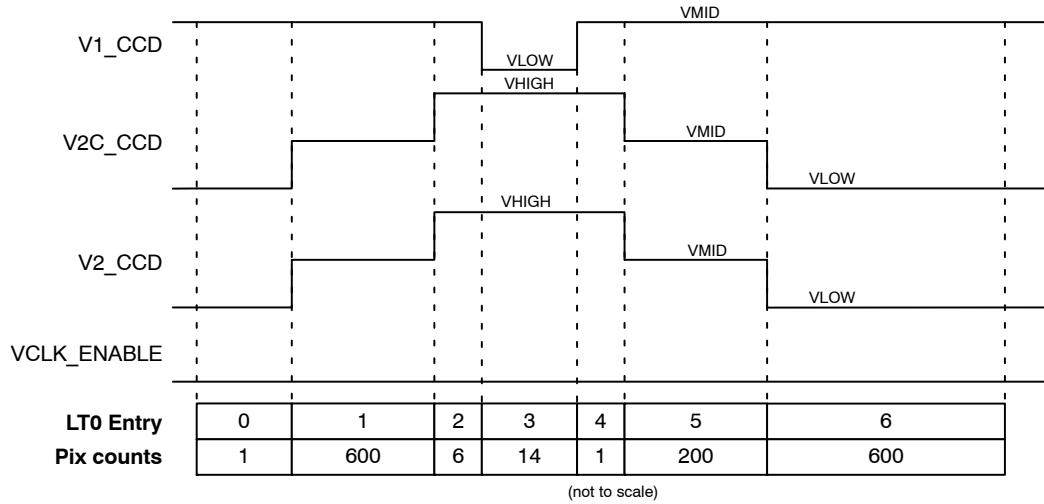 VMID
V1_CCD
VLOW
VHIGH
V2C_CCD
VMID
VLOW
VHIGH
V2_CCD
VMID
VLOW
VCLK_ENABLE
LT0 Entry 0 1 2 3 4 5 6
Pix counts 1 600 6 14 1 200 600
(not to scale)